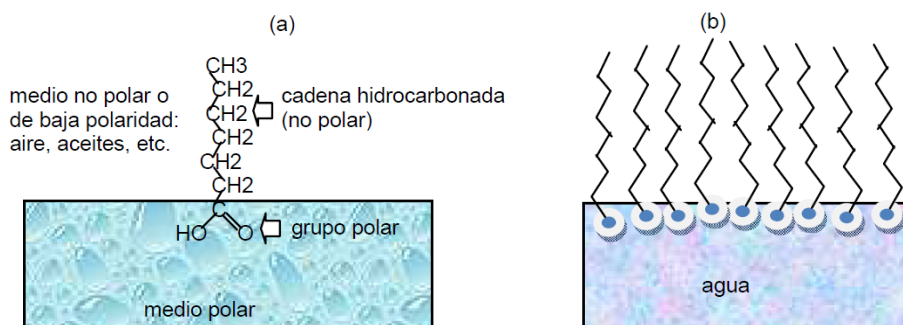 (a)
(b)
medio no polar o
de baja polaridad:
aire, aceites, etc.
CH3
CH2
CH2
CH2
CH2
CH2
C
HO
O
cadena hidrocarbonada
(no polar)
grupo polar
medio polar
agua